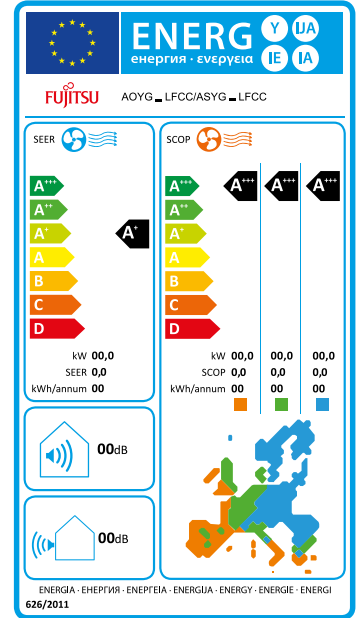 ENERG Y IJA
енергия · ενεργεια IE IA
FUJITSU AOYG_LFCC/ASYG_LFCC
SEER
SCOP
A+++ A+++ A+++ A+++ A+++
A++ A++
A+ A+ A+
A A
B B
C C
D D
kW 00,0 kW 00,0 00,0 00,0
SEER 0,0 SCOP 0,0 0,0 0,0
kWh/annum 00 kWh/annum 00 00 00
00dB
00dB
ENERGIA · ЕНЕРГИЯ · ΕΝΕΡΓΕΙΑ · ENERGIJA · ENERGY · ENERGIE · ENERGI
626/2011